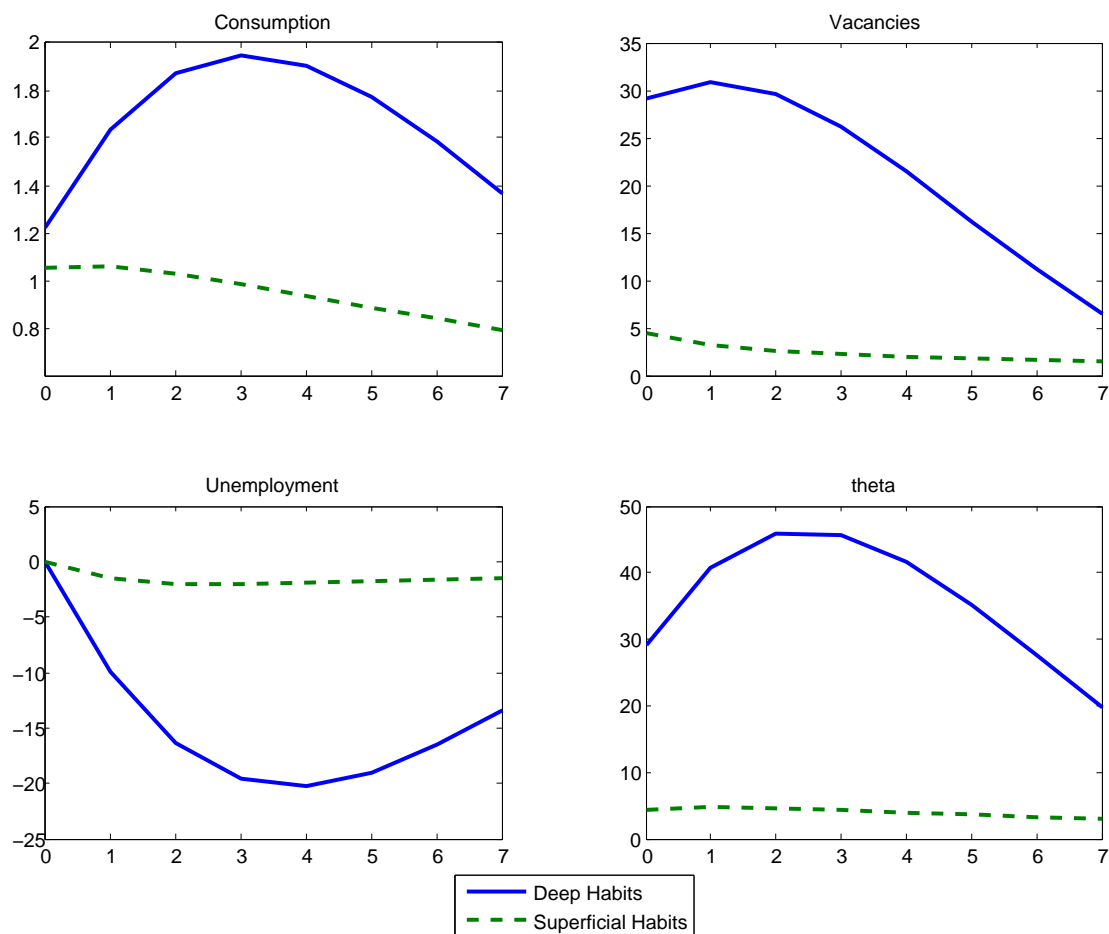 Consumption
2
1.8
1.6
1.4
1.2
1
0.8
0 1 2 3 4 5 6 7
Vacancies
35
30
25
20
15
10
5
0
0 1 2 3 4 5 6 7
Unemployment
5
0
−5
−10
−15
−20
−25
0 1 2 3 4 5 6 7
theta
50
40
30
20
10
0
0 1 2 3 4 5 6 7
Deep Habits
Superficial Habits